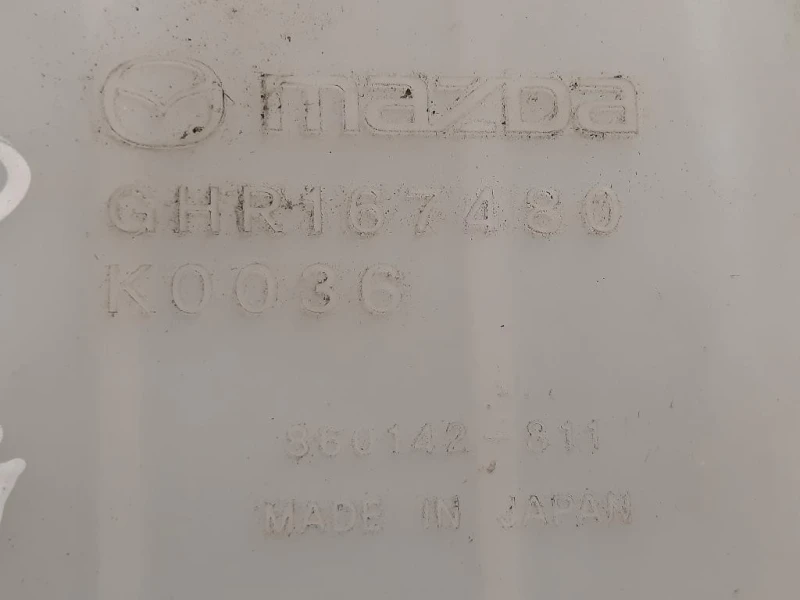 mazda
GHR167480
K0036
860142-811
MADE IN JAPAN